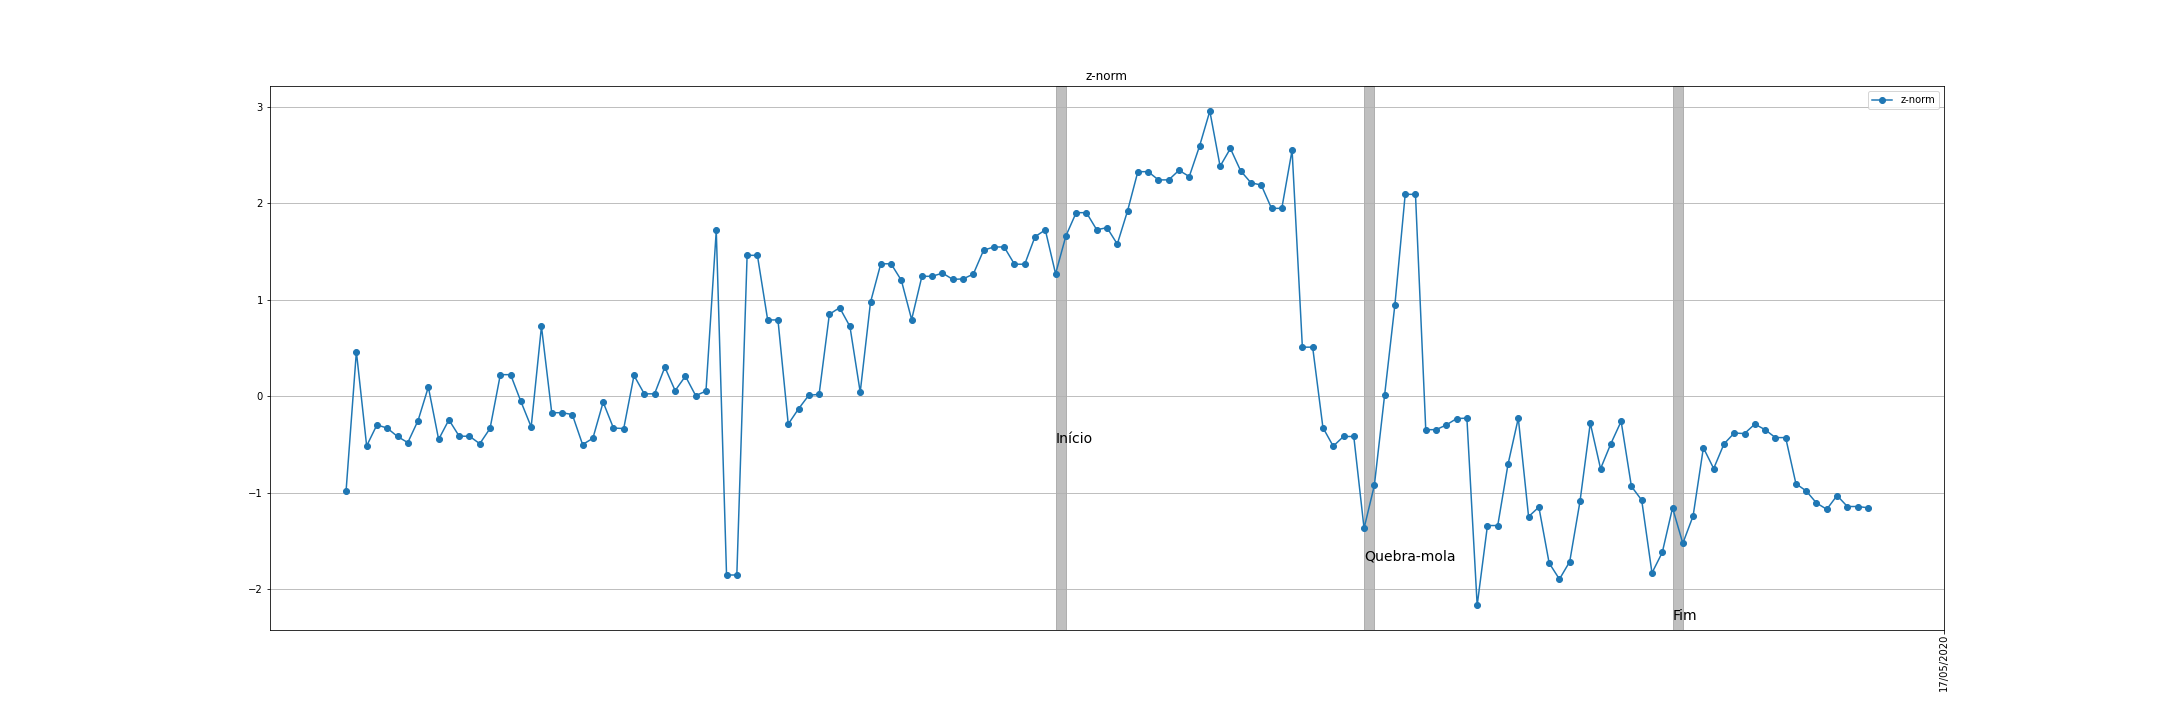 z-norm
z-norm
3
2
1
0
−1
−2
Início
Quebra-mola
Fim
17/05/2020